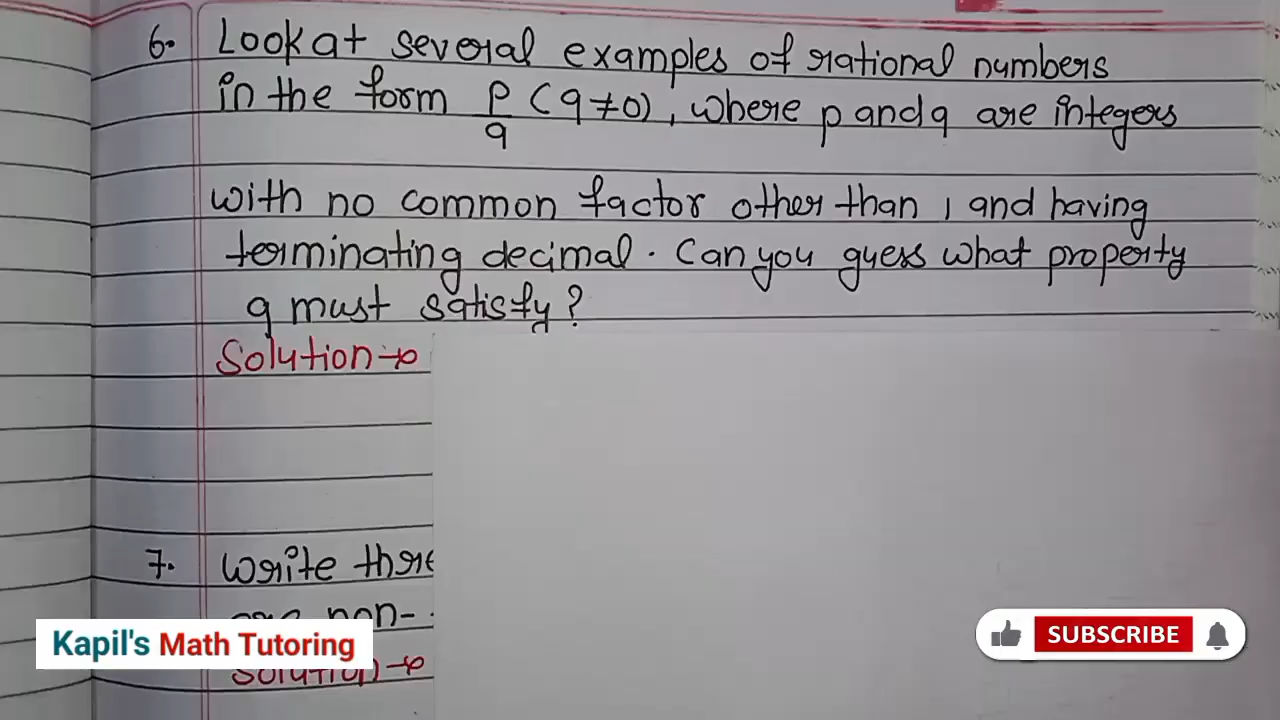 6. Look at several examples of rational numbers
in the form p/q (q≠0), where p and q are integers
with no common factor other than 1 and having
terminating decimal. Can you guess what property
q must satisfy?
Solution→
7. Write thre
are non-
Kapil's Math Tutoring
SUBSCRIBE
Solution→